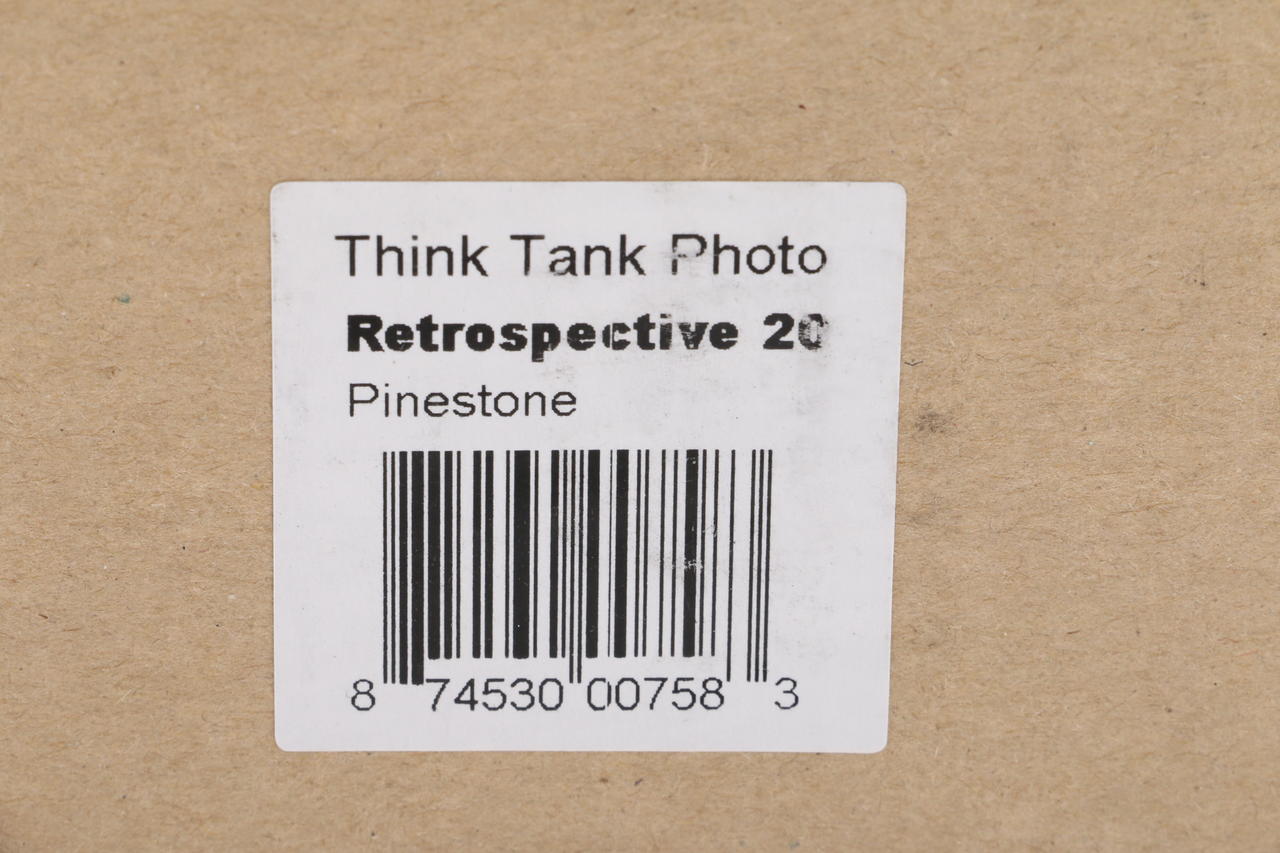 Think Tank Photo
Retrospective 20
Pinestone
8 74530 00758 3